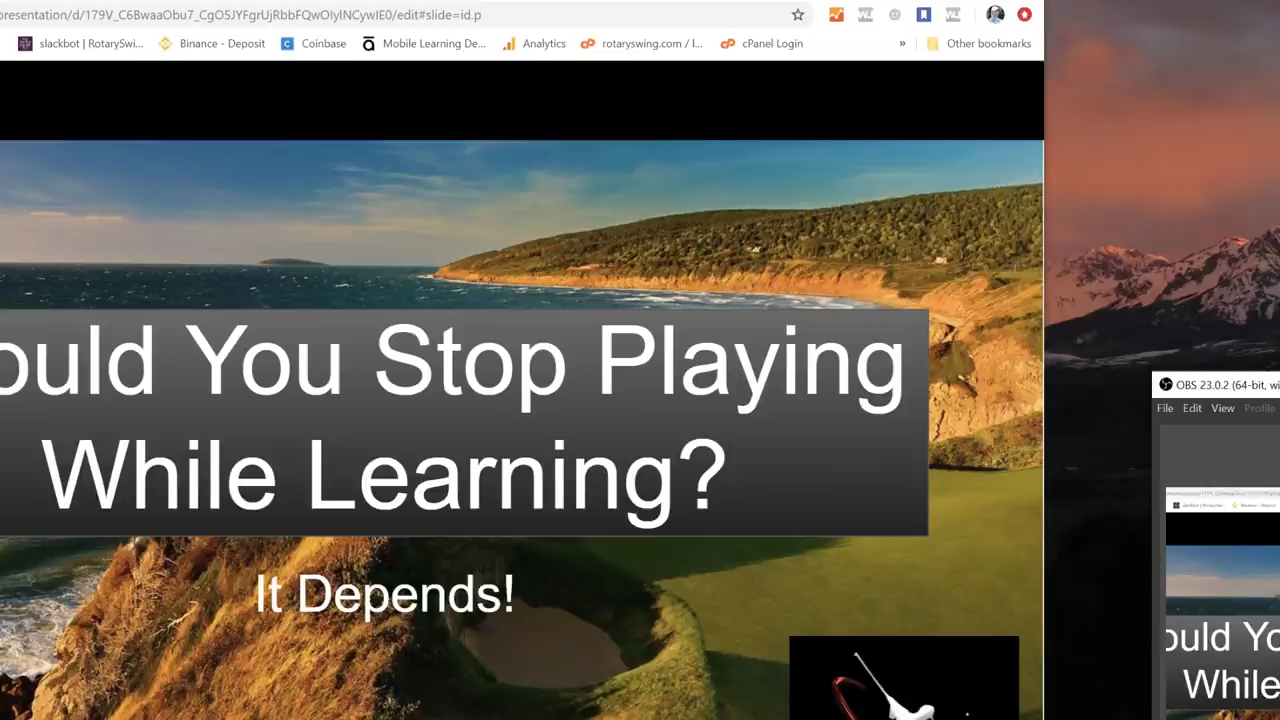 resentation/d/179V_C6BwaaObu7_CgO5JYFgrUjRbbFQwOIylNCywIE0/edit#slide=id.p
slackbot | RotarySwi...
Binance - Deposit
Coinbase
Mobile Learning De...
Analytics
rotaryswing.com / l...
cPanel Login
»
Other bookmarks
ould You Stop Playing
While Learning?
It Depends!
OBS 23.0.2 (64-bit, wi
File Edit View Profile
ould Yo
While